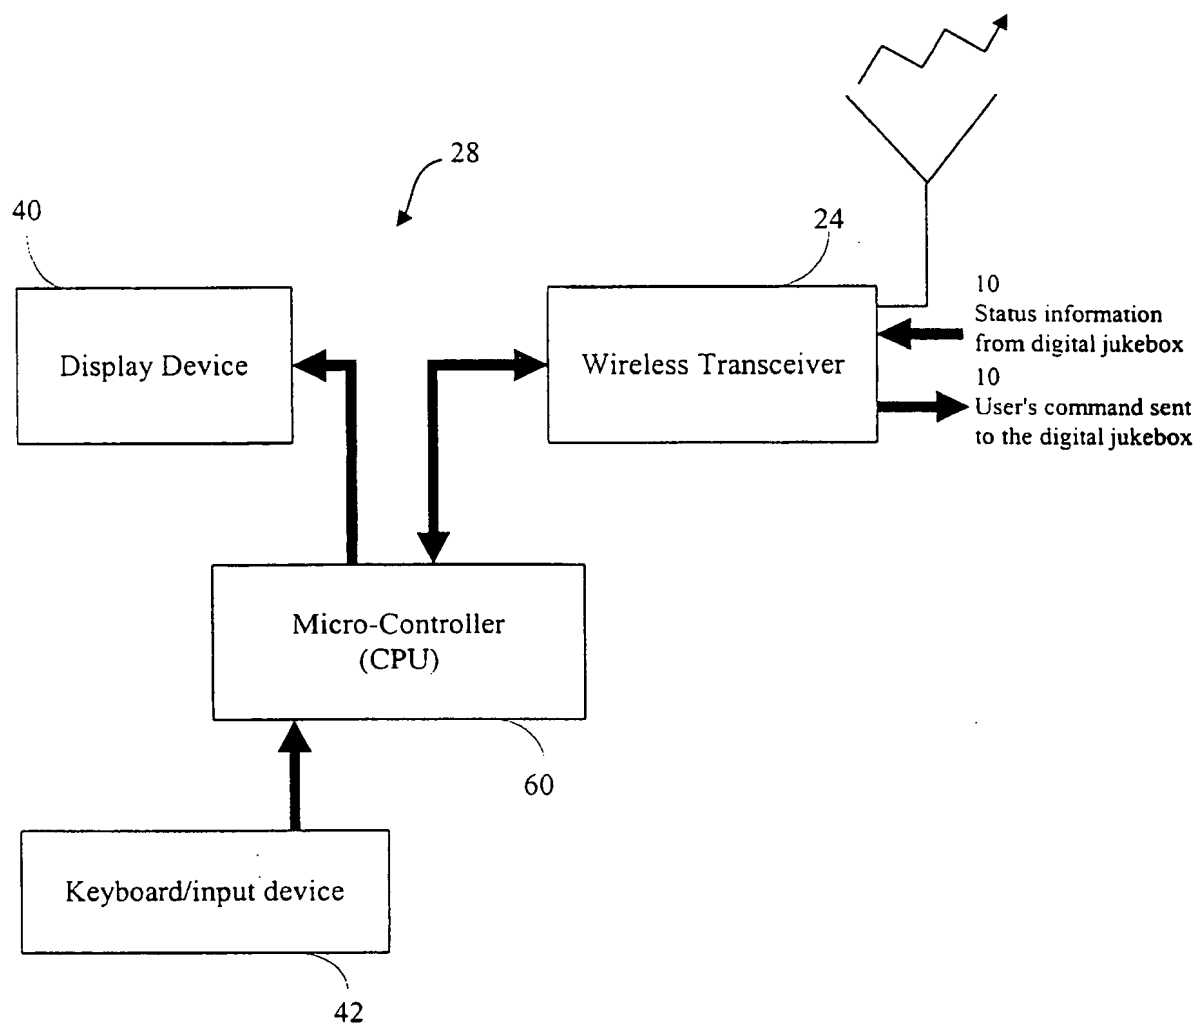 28
40
24
10
Status information
from digital jukebox
10
User's command sent
to the digital jukebox
Display Device
Wireless Transceiver
Micro-Controller
(CPU)
60
Keyboard/input device
42